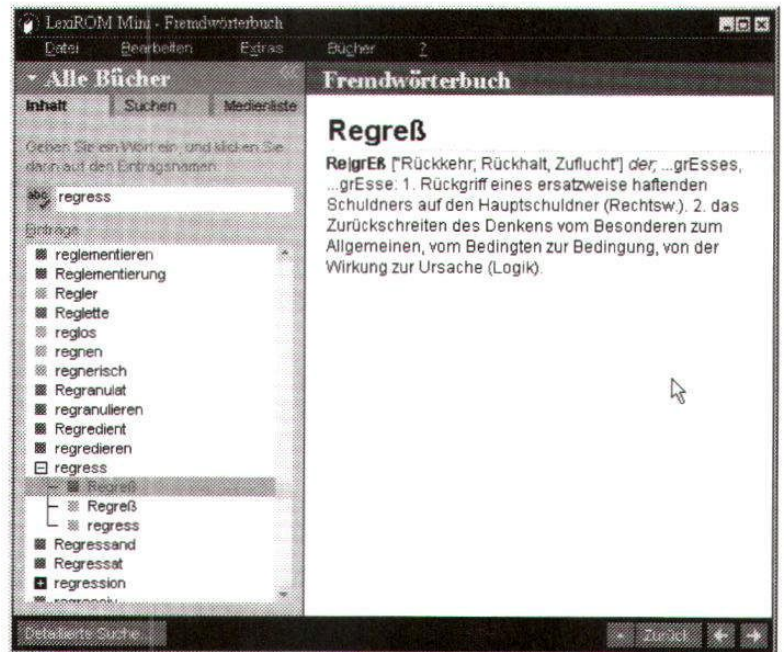 LexiROM Mini - Fremdwörterbuch
Datei Bearbeiten Extras Bücher ?
Alle Bücher
Inhalt Suchen Medienliste
Geben Sie ein Wort ein, und klicken Sie
dann auf den Eintragsnamen.
abc regress
Einträge
reglementieren
Reglementierung
Regler
Reglette
reglos
regnen
regnerisch
Regranulat
regranulieren
Regredient
regredieren
regress
Regreß
Regreß
regress
Regressand
Regressat
regression
regressiv
Detaillierte Suche...
Fremdwörterbuch
Regreß
Re|grEß ["Rückkehr; Rückhalt, Zuflucht"] der; ...grEsses,
...grEsse: 1. Rückgriff eines ersatzweise haftenden
Schuldners auf den Hauptschuldner (Rechtsw.). 2. das
Zurückschreiten des Denkens vom Besonderen zum
Allgemeinen, vom Bedingten zur Bedingung, von der
Wirkung zur Ursache (Logik).
Zurück